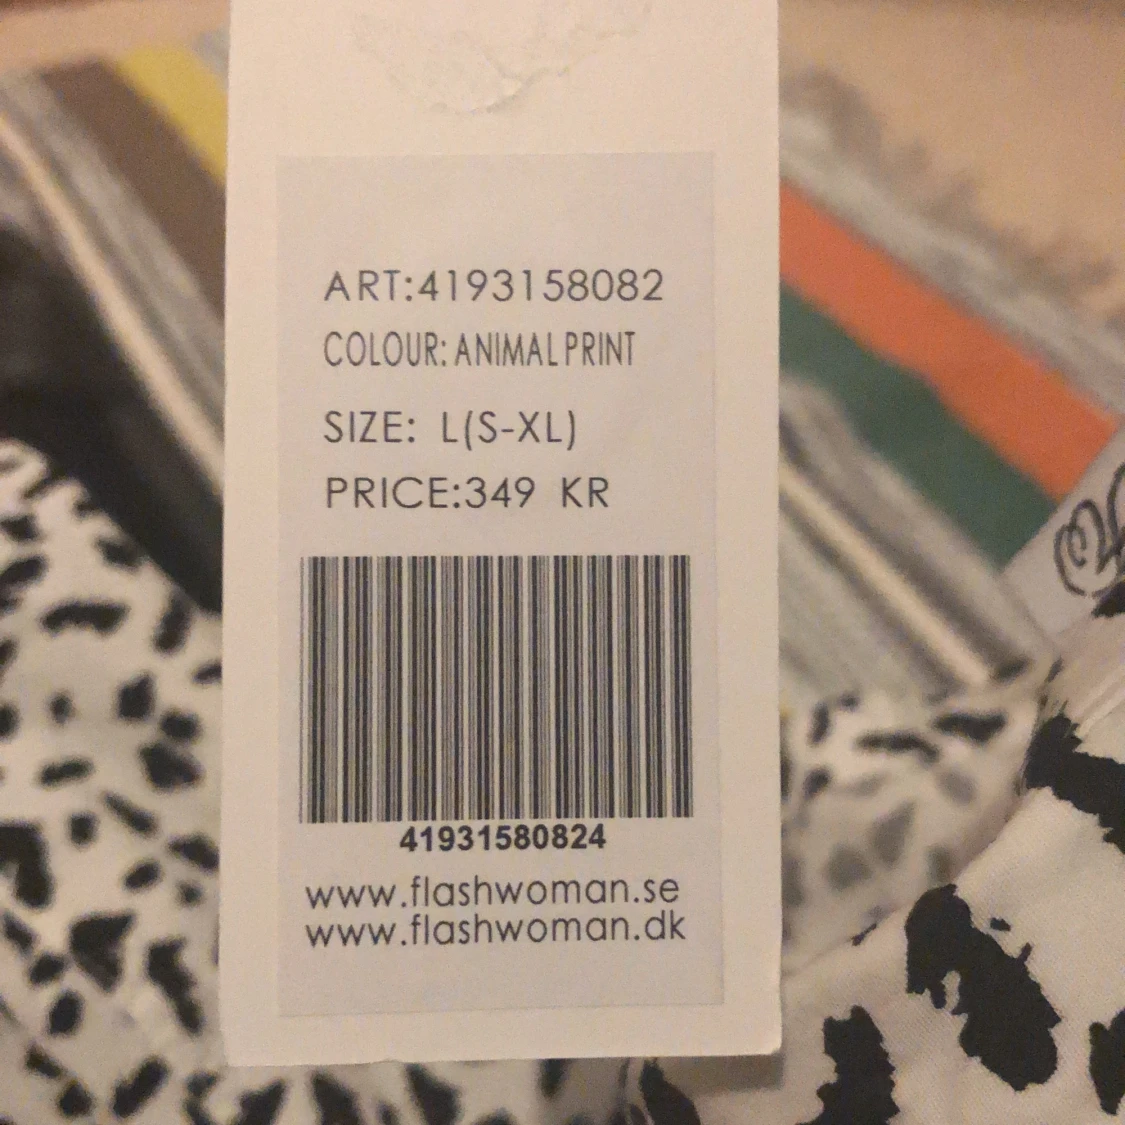 ART:4193158082
COLOUR: ANIMAL PRINT
SIZE: L(S-XL)
PRICE:349 KR
41931580824
www.flashwoman.se
www.flashwoman.dk